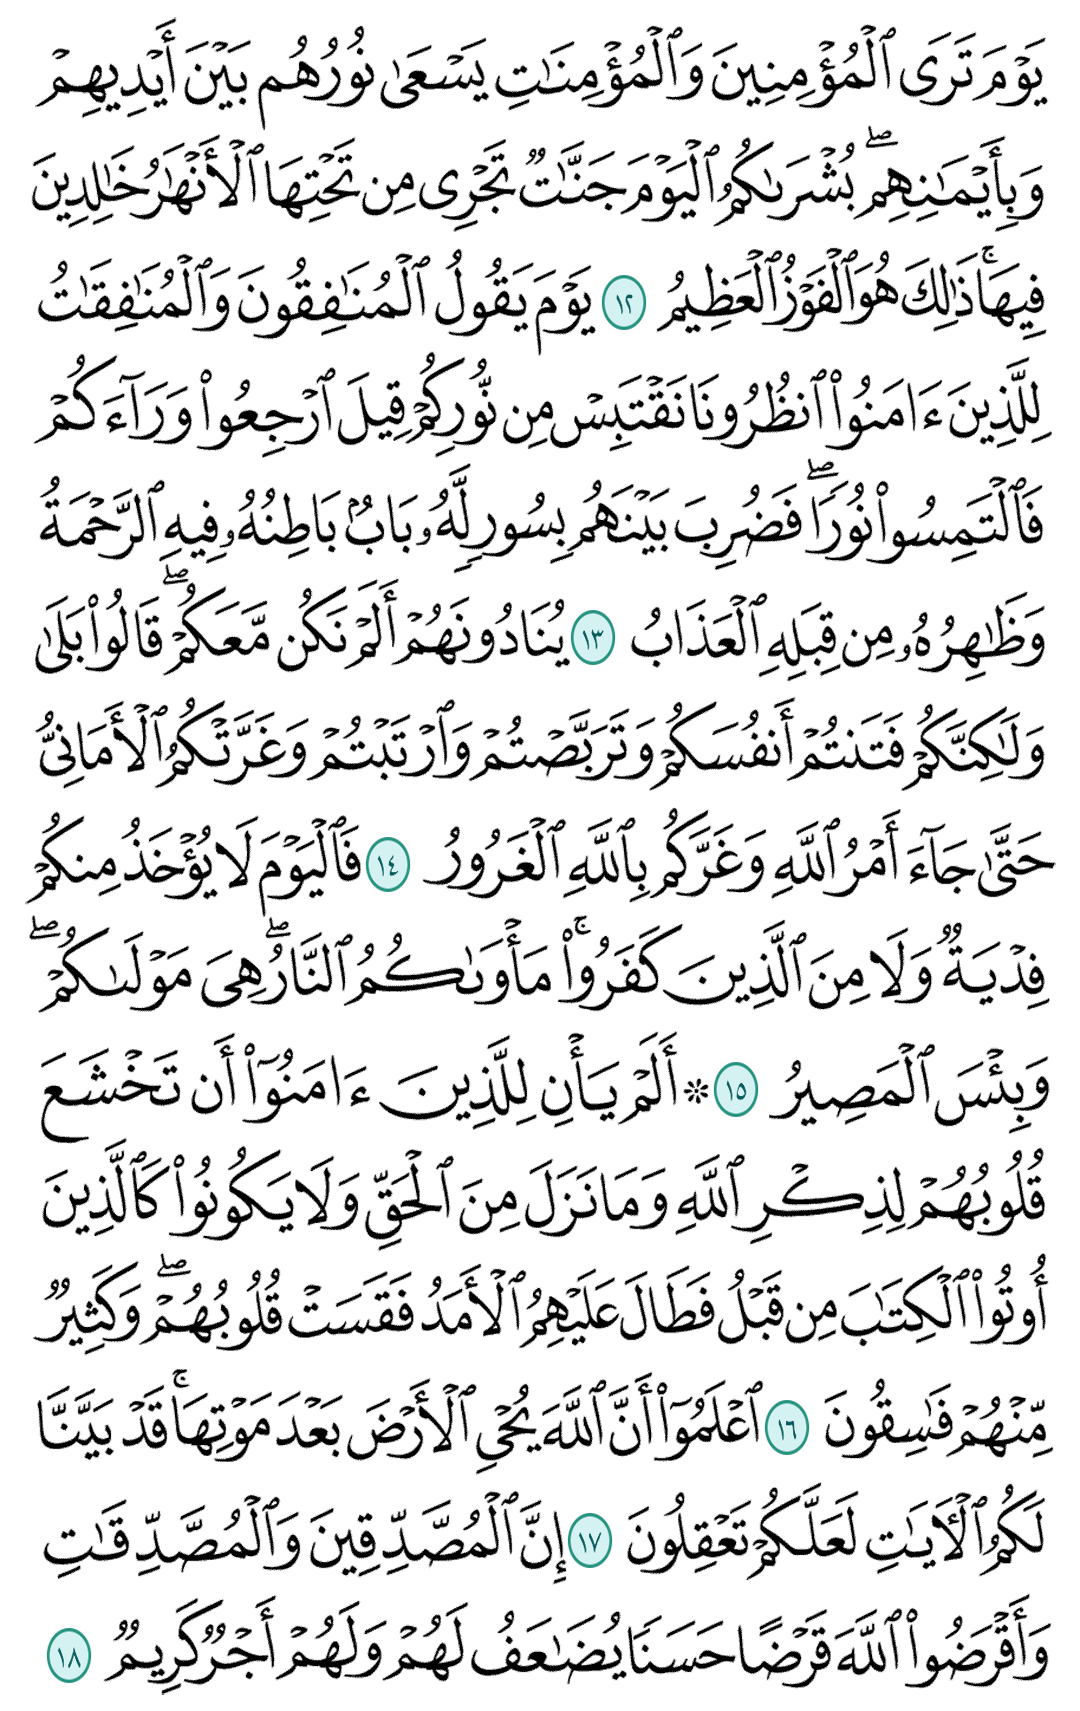 يَوْمَ تَرَى ٱلْمُؤْمِنِينَ وَٱلْمُؤْمِنَٰتِ يَسْعَىٰ نُورُهُم بَيْنَ أَيْدِيهِمْ
وَبِأَيْمَٰنِهِمۖ بُشْرَىٰكُمُ ٱلْيَوْمَ جَنَّٰتٌ تَجْرِى مِن تَحْتِهَا ٱلْأَنْهَٰرُ خَٰلِدِينَ
فِيهَاۚ ذَٰلِكَ هُوَ ٱلْفَوْزُ ٱلْعَظِيمُ ١٢ يَوْمَ يَقُولُ ٱلْمُنَٰفِقُونَ وَٱلْمُنَٰفِقَٰتُ
لِلَّذِينَ ءَامَنُوا۟ ٱنظُرُونَا نَقْتَبِسْ مِن نُّورِكُمْ قِيلَ ٱرْجِعُوا۟ وَرَآءَكُمْ
فَٱلْتَمِسُوا۟ نُورًاۖ فَضُرِبَ بَيْنَهُم بِسُورٍ لَّهُۥ بَابٌۢ بَاطِنُهُۥ فِيهِ ٱلرَّحْمَةُ
وَظَٰهِرُهُۥ مِن قِبَلِهِ ٱلْعَذَابُ ١٣ يُنَادُونَهُمْ أَلَمْ نَكُن مَّعَكُمْۖ قَالُوا۟ بَلَىٰ
وَلَٰكِنَّكُمْ فَتَنتُمْ أَنفُسَكُمْ وَتَرَبَّصْتُمْ وَٱرْتَبْتُمْ وَغَرَّتْكُمُ ٱلْأَمَانِىُّ
حَتَّىٰ جَآءَ أَمْرُ ٱللَّهِ وَغَرَّكُم بِٱللَّهِ ٱلْغَرُورُ ١٤ فَٱلْيَوْمَ لَا يُؤْخَذُ مِنكُمْ
فِدْيَةٌ وَلَا مِنَ ٱلَّذِينَ كَفَرُوا۟ۚ مَأْوَىٰكُمُ ٱلنَّارُۖ هِىَ مَوْلَىٰكُمْۖ
وَبِئْسَ ٱلْمَصِيرُ ١٥ ۞ أَلَمْ يَأْنِ لِلَّذِينَ ءَامَنُوٓا۟ أَن تَخْشَعَ
قُلُوبُهُمْ لِذِكْرِ ٱللَّهِ وَمَا نَزَلَ مِنَ ٱلْحَقِّ وَلَا يَكُونُوا۟ كَٱلَّذِينَ
أُوتُوا۟ ٱلْكِتَٰبَ مِن قَبْلُ فَطَالَ عَلَيْهِمُ ٱلْأَمَدُ فَقَسَتْ قُلُوبُهُمْۖ وَكَثِيرٌ
مِّنْهُمْ فَٰسِقُونَ ١٦ ٱعْلَمُوٓا۟ أَنَّ ٱللَّهَ يُحْىِ ٱلْأَرْضَ بَعْدَ مَوْتِهَاۚ قَدْ بَيَّنَّا
لَكُمُ ٱلْءَايَٰتِ لَعَلَّكُمْ تَعْقِلُونَ ١٧ إِنَّ ٱلْمُصَّدِّقِينَ وَٱلْمُصَّدِّقَٰتِ
وَأَقْرَضُوا۟ ٱللَّهَ قَرْضًا حَسَنًا يُضَٰعَفُ لَهُمْ وَلَهُمْ أَجْرٌ كَرِيمٌ ١٨